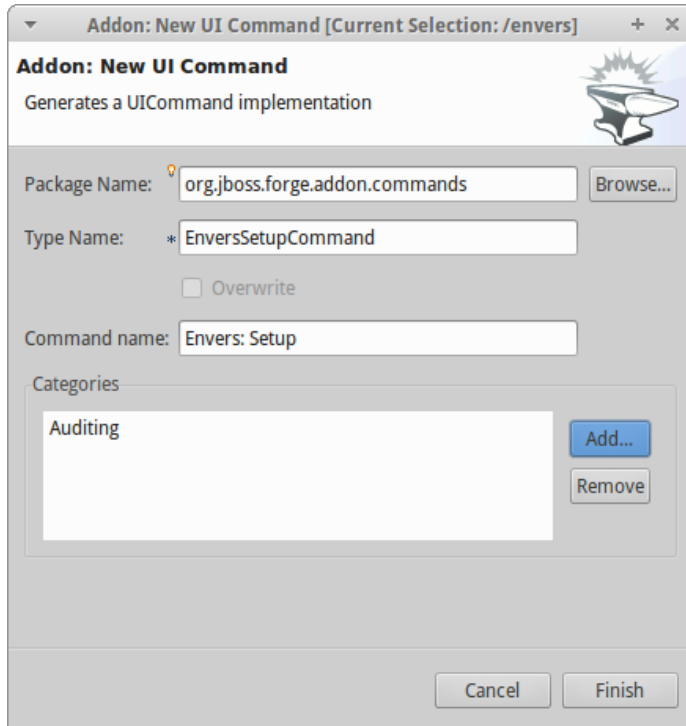 Addon: New UI Command [Current Selection: /envers]
Addon: New UI Command
Generates a UICommand implementation
Package Name: org.jboss.forge.addon.commands Browse...
Type Name: * EnversSetupCommand
Overwrite
Command name: Envers: Setup
Categories
Auditing
Add...
Remove
Cancel Finish